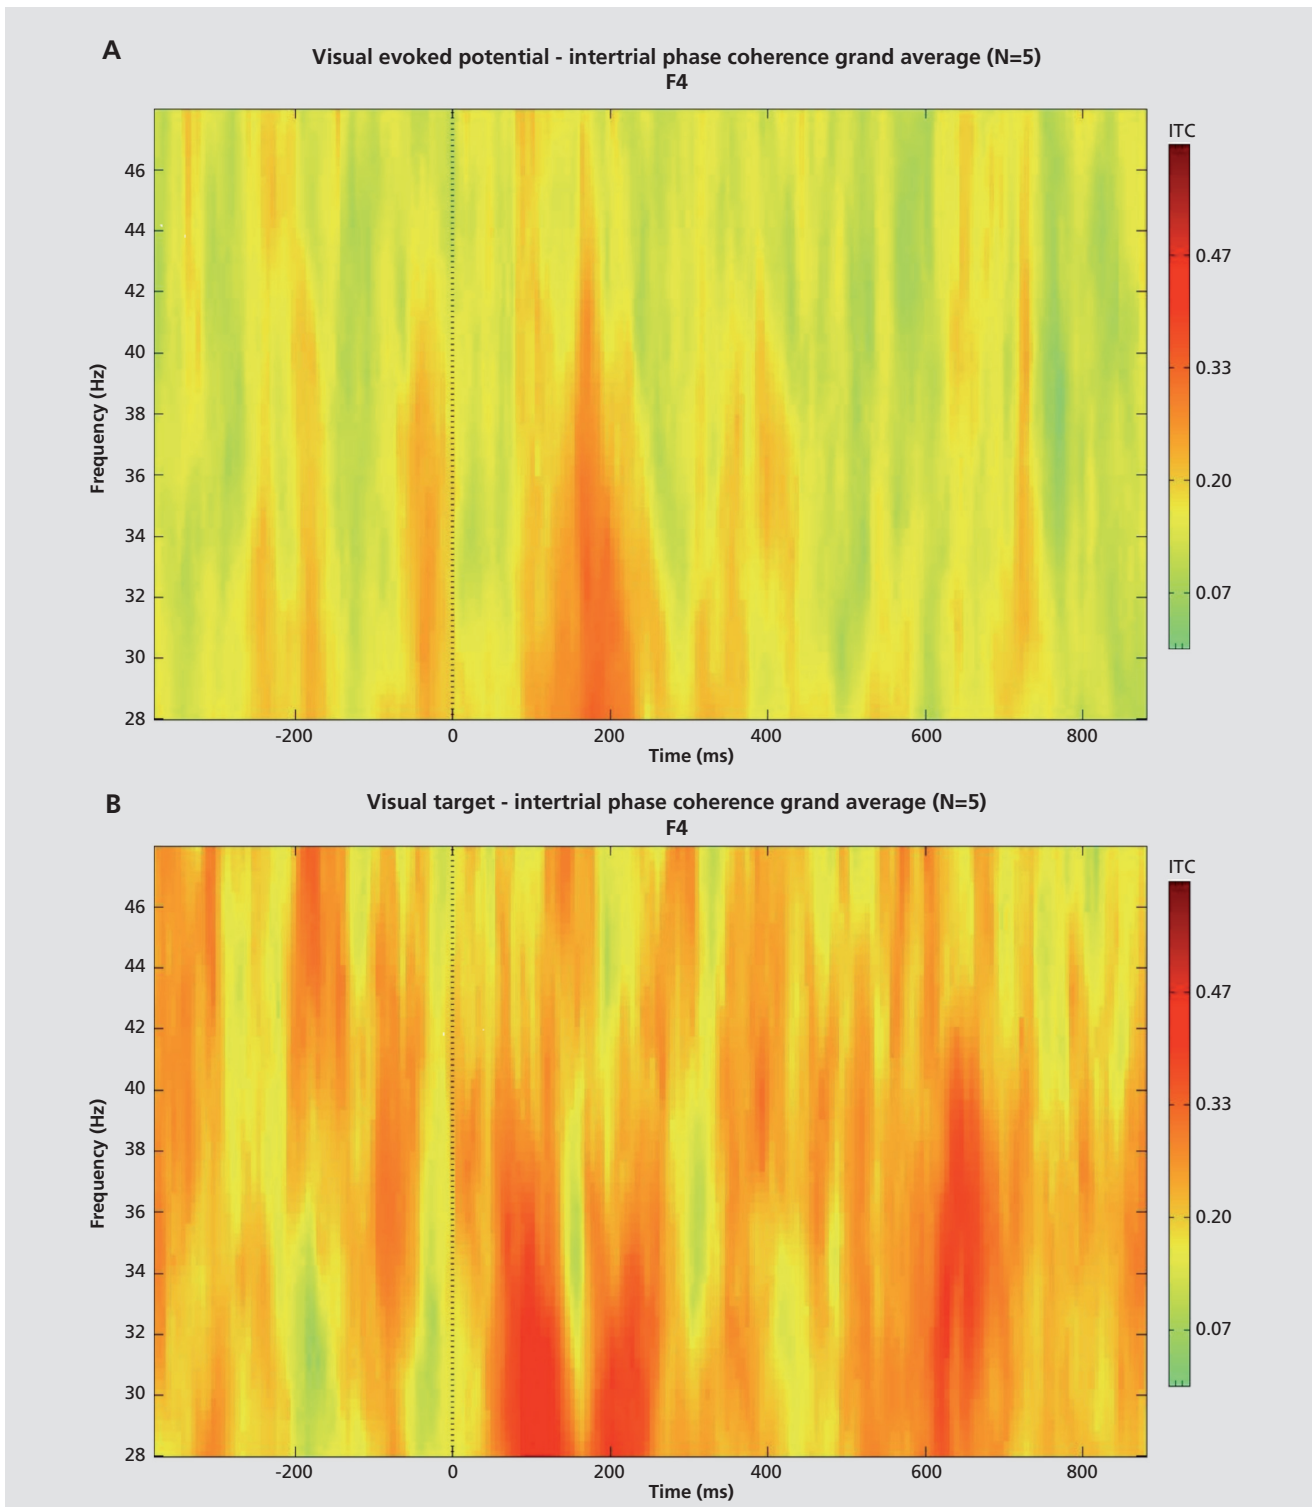 A
Visual evoked potential - intertrial phase coherence grand average (N=5)
F4
ITC
46
44
42
40
38
36
34
32
30
28
Frequency (Hz)
0.47
0.33
0.20
0.07
-200 0 200 400 600 800
Time (ms)
B
Visual target - intertrial phase coherence grand average (N=5)
F4
ITC
46
44
42
40
38
36
34
32
30
28
Frequency (Hz)
0.47
0.33
0.20
0.07
-200 0 200 400 600 800
Time (ms)